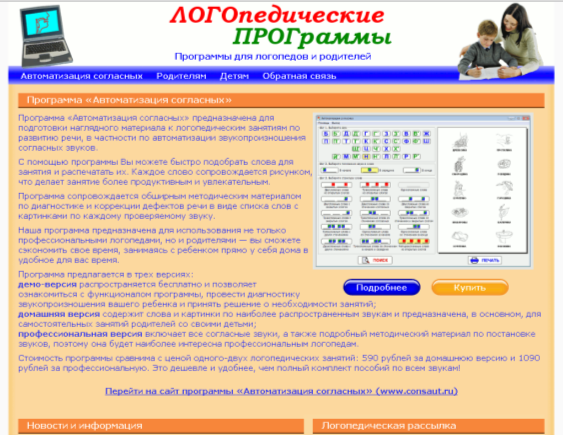 ЛОГОпедические
ПРОГраммы
Программы для логопедов и родителей
Автоматизация согласных Родителям Детям Обратная связь
Программа «Автоматизация согласных»
Программа «Автоматизация согласных» предназначена для
подготовки наглядного материала к логопедическим занятиям по
развитию речи, в частности по автоматизации звукопроизношения
согласных звуков.
С помощью программы Вы можете быстро подобрать слова для
занятия и распечатать их. Каждое слово сопровождается рисунком,
что делает занятие более продуктивным и увлекательным.
Программа сопровождается обширным методическим материалом
по диагностике и коррекции дефектов речи в виде списка слов с
картинками по каждому проверяемому звуку.
Наша программа предназначена для использования не только
профессиональными логопедами, но и родителями — вы сможете
сэкономить свое время, занимаясь с ребенком прямо у себя дома в
удобное для вас время.
Программа предлагается в трех версиях:
демо-версия распространяется бесплатно и позволяет
ознакомиться с функционалом программы, провести диагностику
звукопроизношения вашего ребенка и принять решение о необходимости занятий;
домашняя версия содержит слова и картинки по наиболее распространенным звукам и предназначена, в основном, для
самостоятельных занятий родителей со своими детьми;
профессиональная версия включает все согласные звуки, а также подробный методический материал по постановке
звуков, поэтому она будет наиболее интересна профессиональным логопедам.
Стоимость программы сравнима с ценой одного-двух логопедических занятий: 590 рублей за домашнюю версию и 1090
рублей за профессиональную. Это дешевле и удобнее, чем полный комплект пособий по всем звукам!
ПОИСК ПЕЧАТЬ
Подробнее Купить
Перейти на сайт программы «Автоматизация согласных» (www.consaut.ru)
Новости и информация Логопедическая рассылка